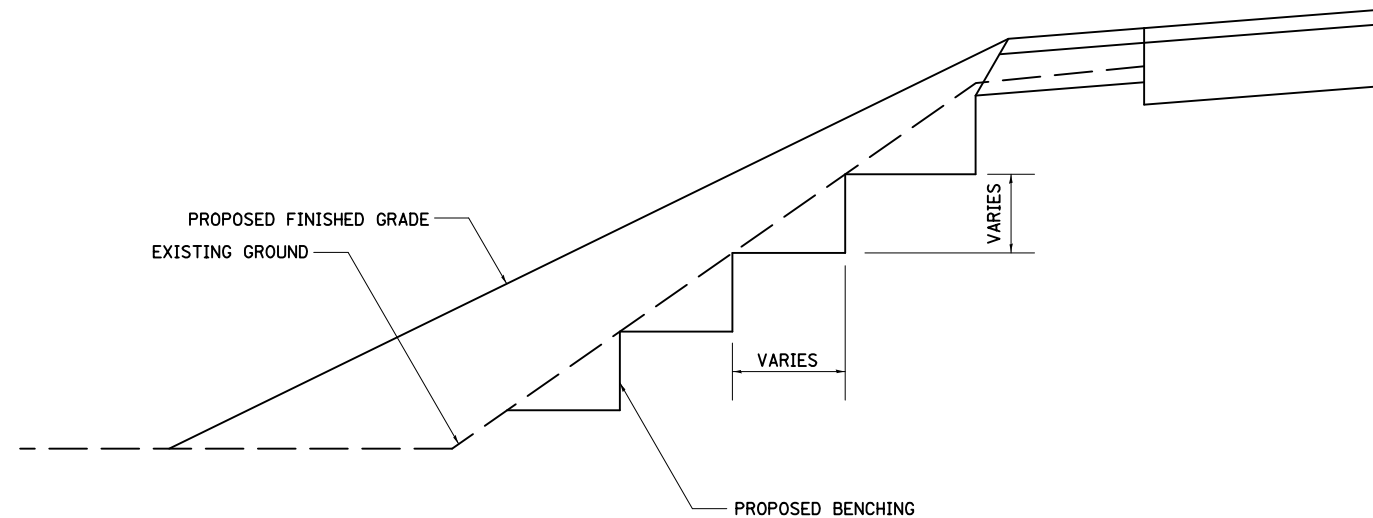 PROPOSED FINISHED GRADE
EXISTING GROUND
VARIES
VARIES
PROPOSED BENCHING